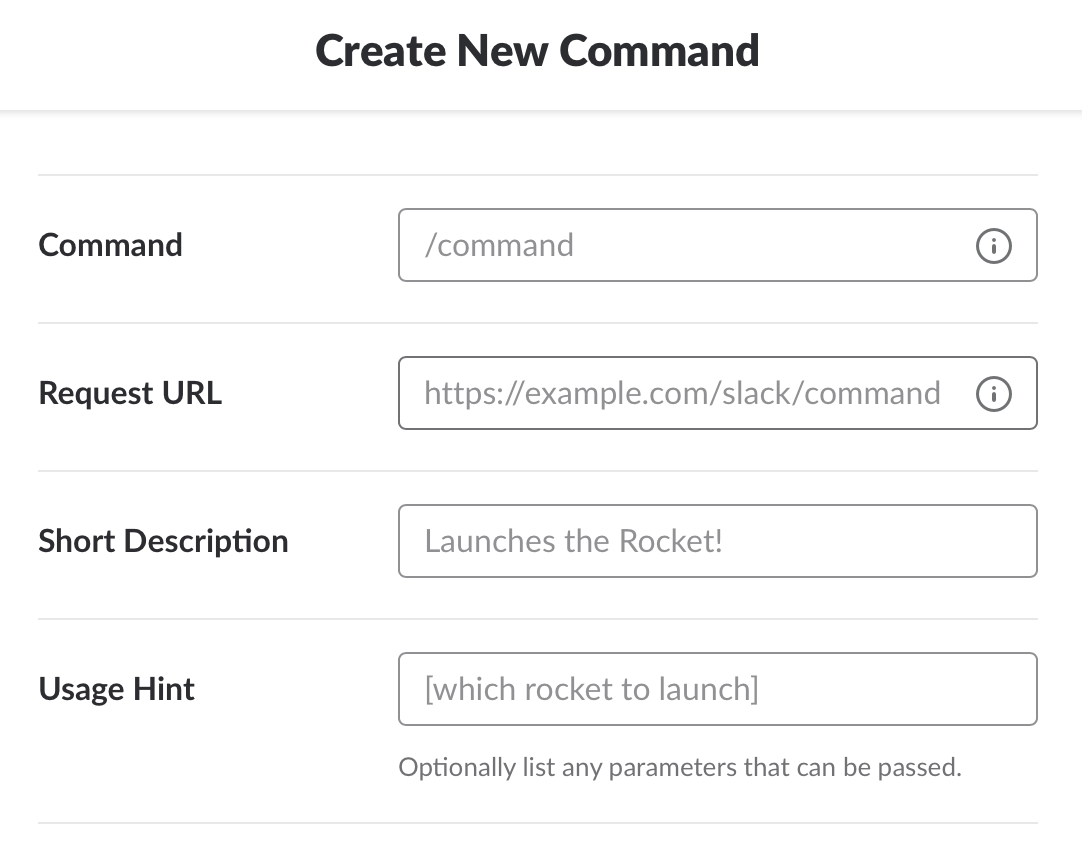 Create New Command
Command
/command
Request URL
https://example.com/slack/command
Short Description
Launches the Rocket!
Usage Hint
[which rocket to launch]
Optionally list any parameters that can be passed.